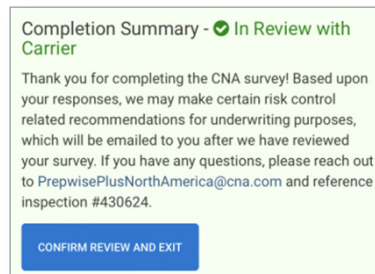 Completion Summary - In Review with
Carrier
Thank you for completing the CNA survey! Based upon
your responses, we may make certain risk control
related recommendations for underwriting purposes,
which will be emailed to you after we have reviewed
your survey. If you have any questions, please reach out
to PrepwisePlusNorthAmerica@cna.com and reference
inspection #430624.
CONFIRM REVIEW AND EXIT